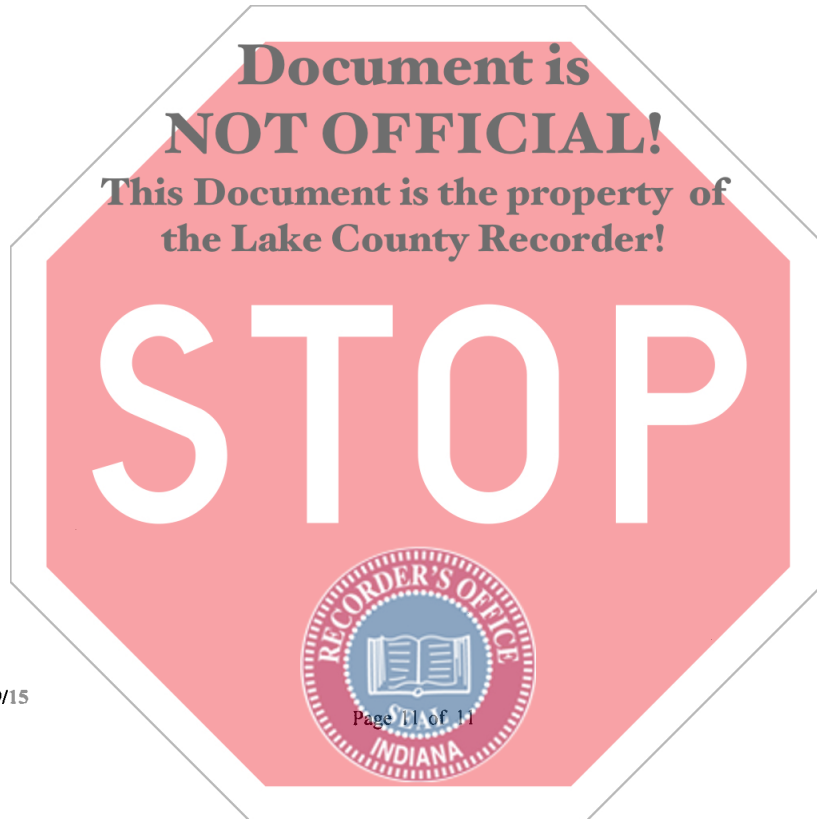 Document is
NOT OFFICIAL!
This Document is the property of
the Lake County Recorder!
STOP
RECORDER'S OFFICE
/15
Page 11 of 11
SEAL
INDIANA